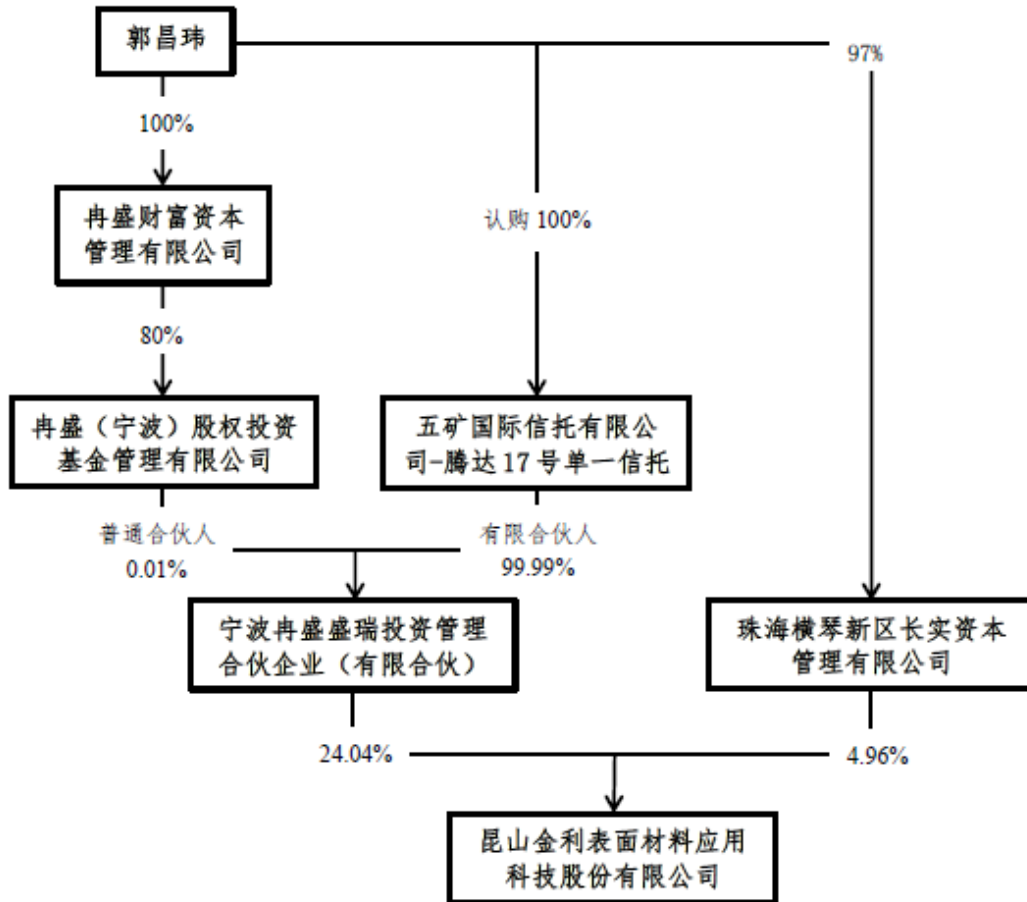 郭昌玮
97%
100%
冉盛财富资本
管理有限公司
认购 100%
80%
冉盛（宁波）股权投资
基金管理有限公司
五矿国际信托有限公
司-腾达 17 号单一信托
普通合伙人
0.01%
有限合伙人
99.99%
宁波冉盛盛瑞投资管理
合伙企业（有限合伙）
珠海横琴新区长实资本
管理有限公司
24.04%
4.96%
昆山金利表面材料应用
科技股份有限公司